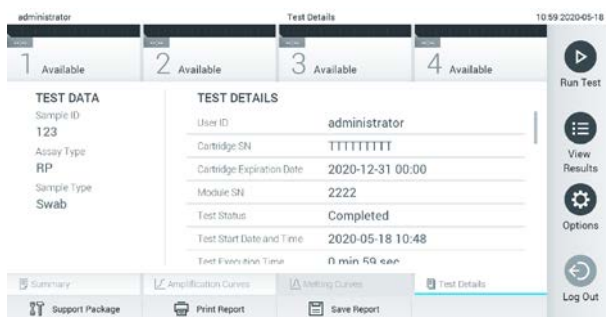 administrator Test Details 10:59 2020-05-18
1 Available 2 Available 3 Available 4 Available
Run Test
TEST DATA
Sample ID
123
Assay Type
RP
Sample Type
Swab
TEST DETAILS
User ID administrator
Cartridge SN TTTTTTTTT
Cartridge Expiration Date 2020-12-31 00:00
Module SN 2222
Test Status Completed
Test Start Date and Time 2020-05-18 10:48
Test Execution Time 0 min 59 sec
View
Results
Options
Log Out
Summary Amplification Curves Melting Curves Test Details
Support Package Print Report Save Report